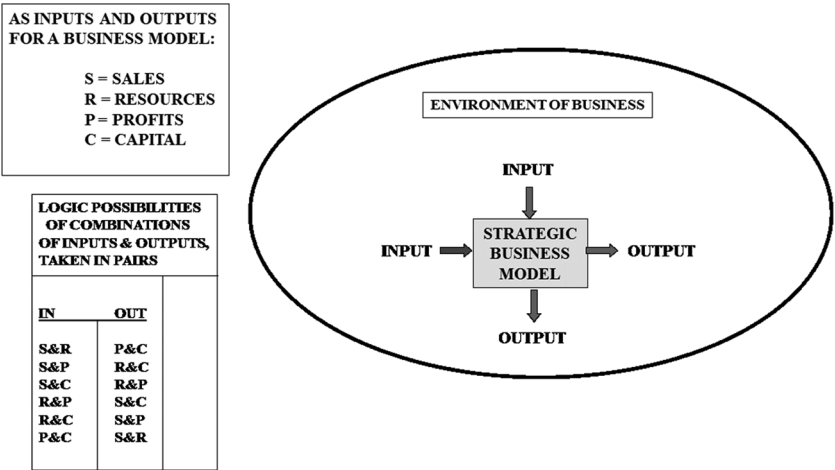 AS INPUTS AND OUTPUTS
FOR A BUSINESS MODEL:
S = SALES
R = RESOURCES
P = PROFITS
C = CAPITAL
LOGIC POSSIBILITIES
OF COMBINATIONS
OF INPUTS & OUTPUTS,
TAKEN IN PAIRS
IN OUT
S&R P&C
S&P R&C
S&C R&P
R&P S&C
R&C S&P
P&C S&R
ENVIRONMENT OF BUSINESS
INPUT
INPUT
STRATEGIC
BUSINESS
MODEL
OUTPUT
OUTPUT